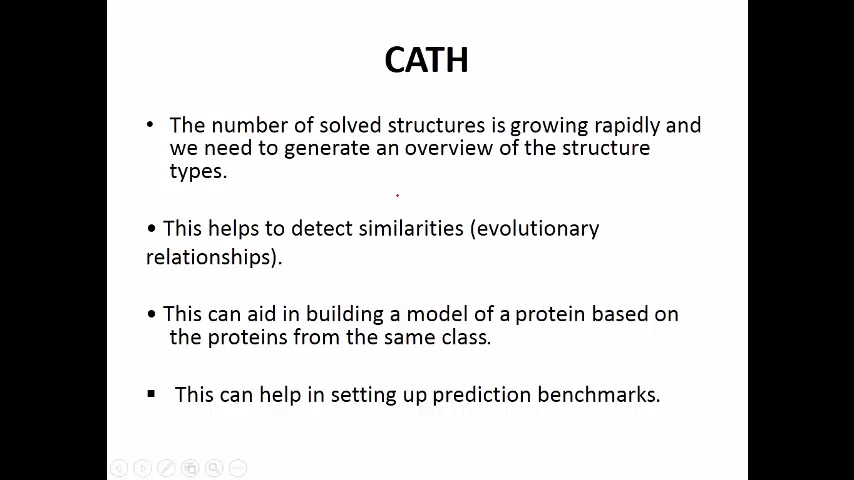 CATH
• The number of solved structures is growing rapidly and
we need to generate an overview of the structure
types.
• This helps to detect similarities (evolutionary
relationships).
• This can aid in building a model of a protein based on
the proteins from the same class.
▪ This can help in setting up prediction benchmarks.